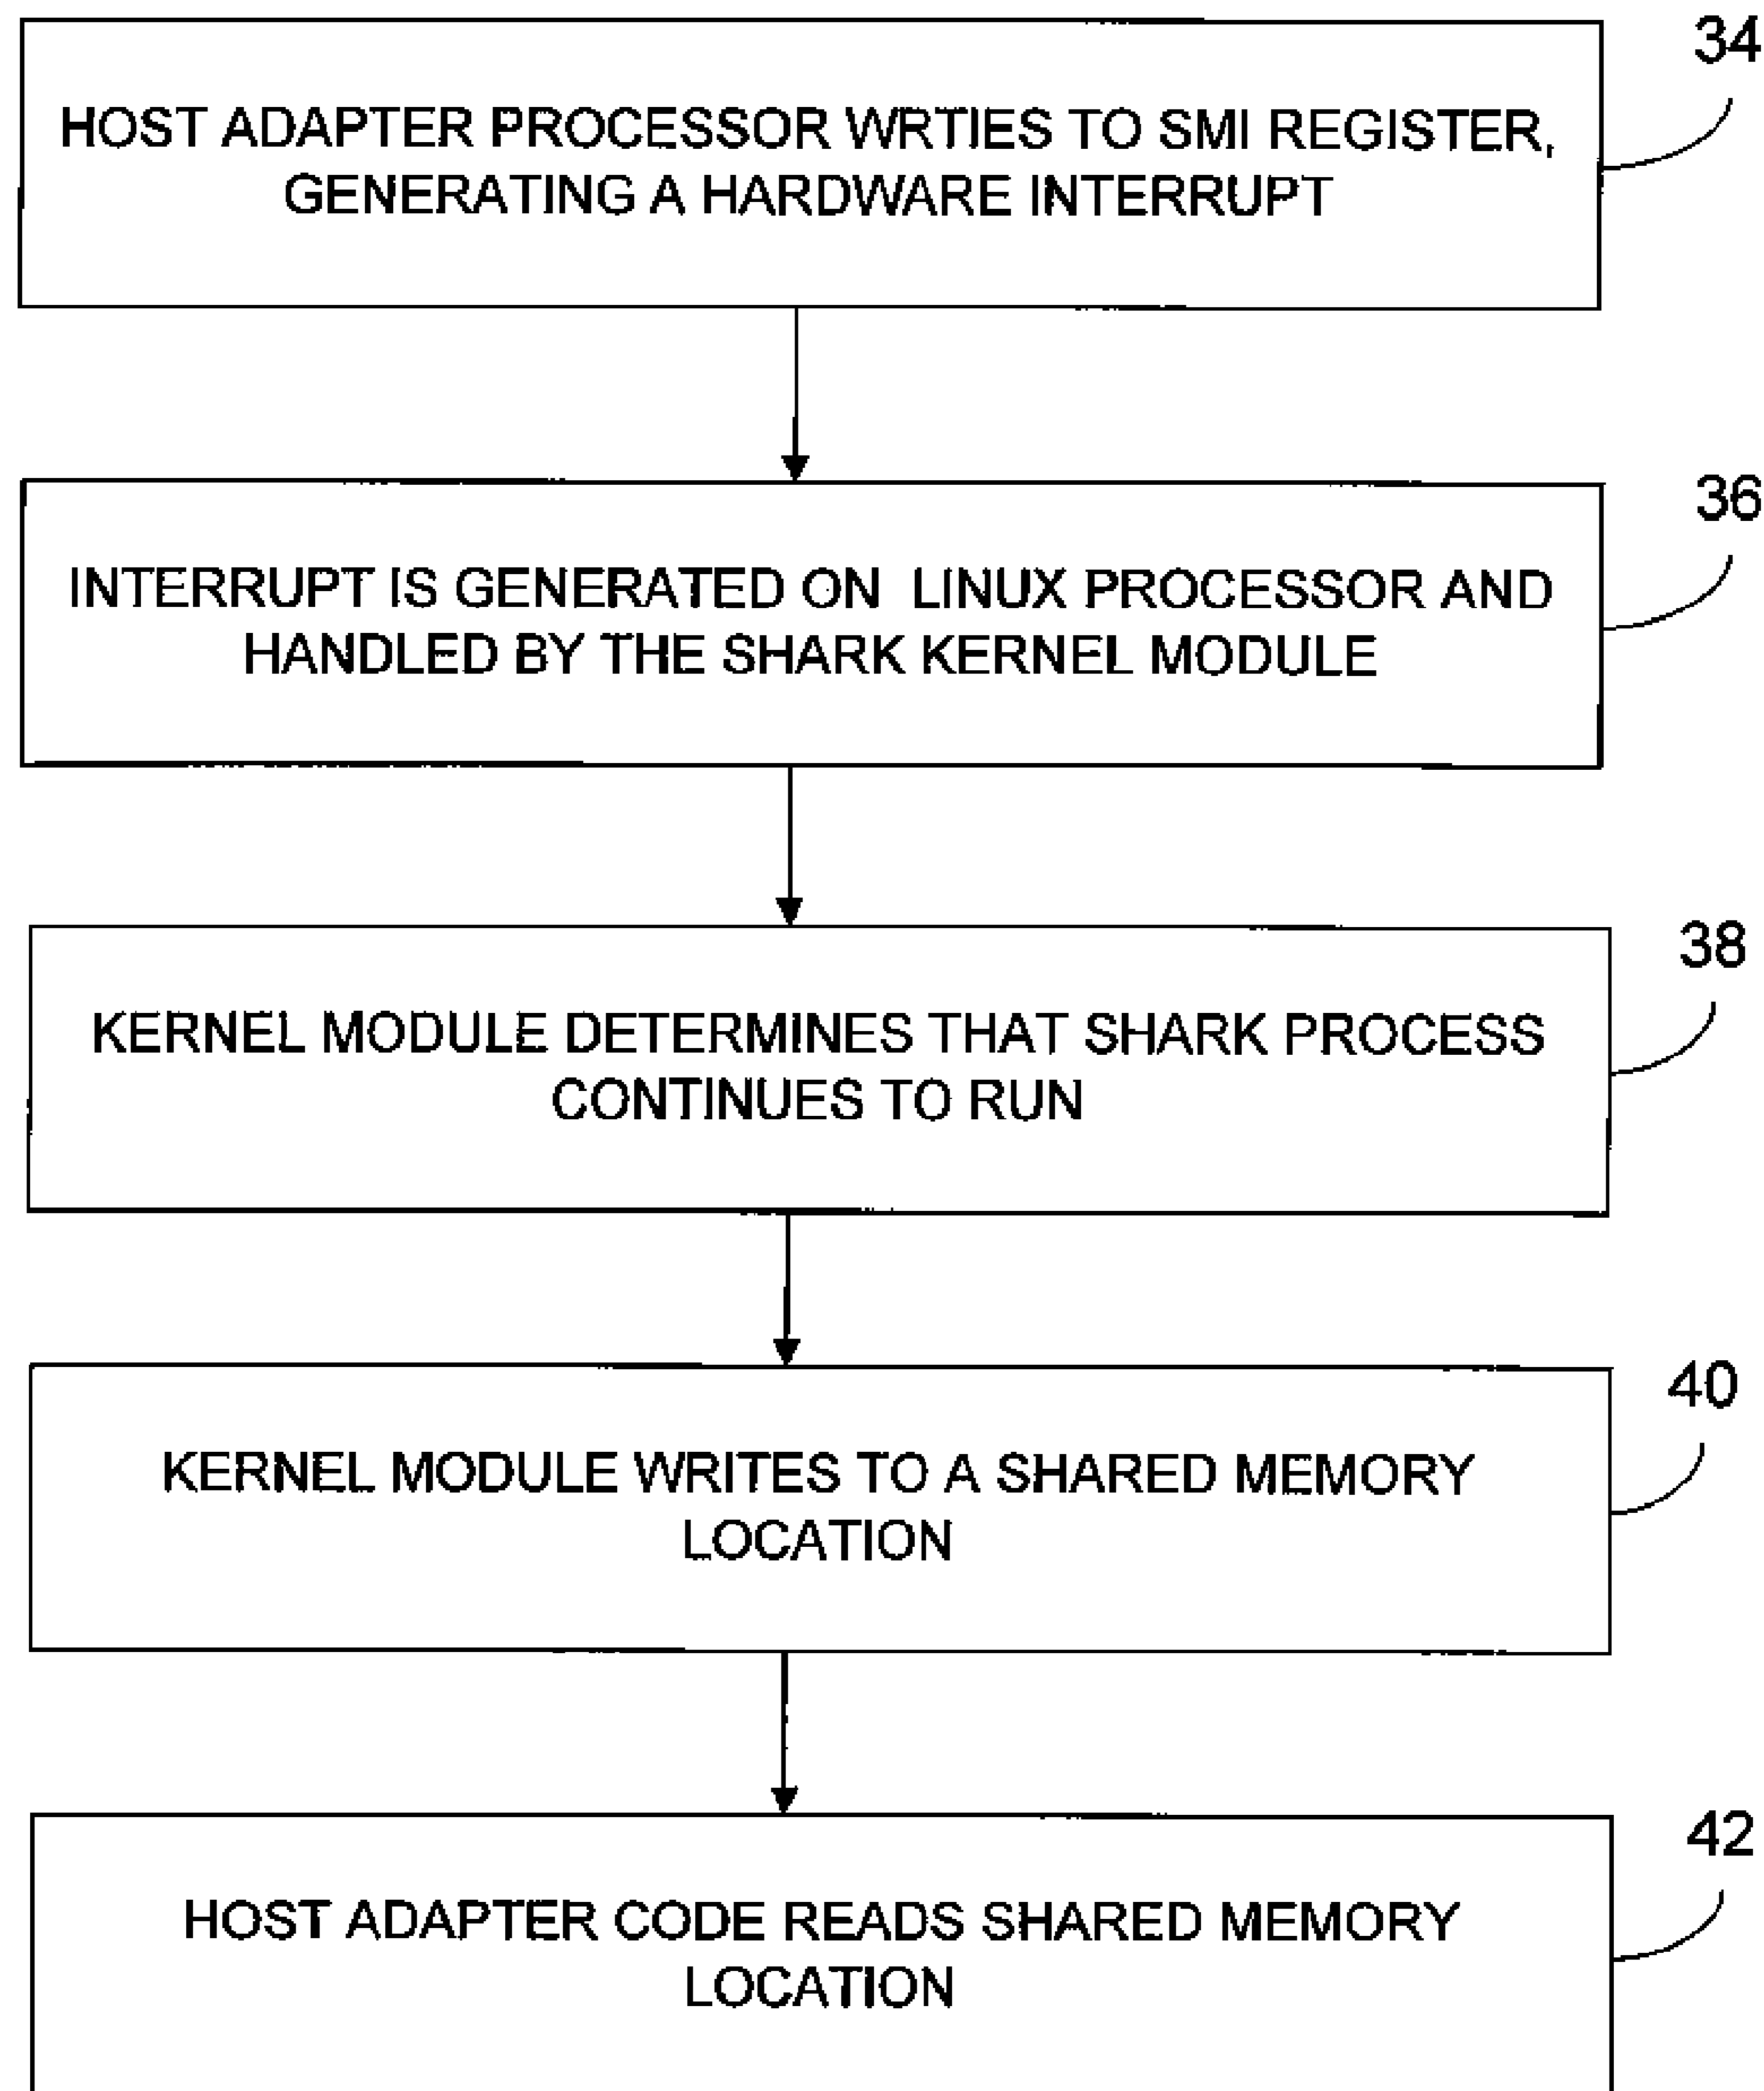 34
HOST ADAPTER PROCESSOR WRTIES TO SMI REGISTER,
GENERATING A HARDWARE INTERRUPT
36
INTERRUPT IS GENERATED ON LINUX PROCESSOR AND
HANDLED BY THE SHARK KERNEL MODULE
38
KERNEL MODULE DETERMINES THAT SHARK PROCESS
CONTINUES TO RUN
40
KERNEL MODULE WRITES TO A SHARED MEMORY
LOCATION
42
HOST ADAPTER CODE READS SHARED MEMORY
LOCATION